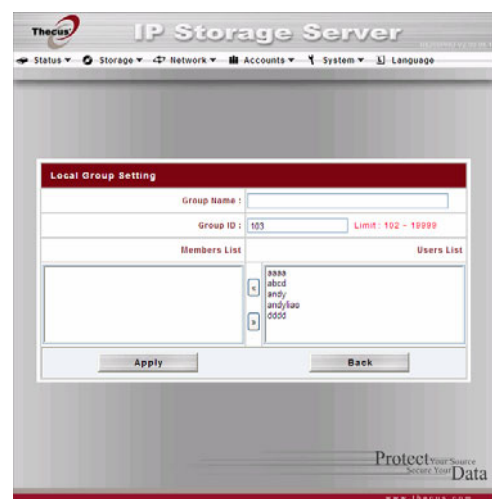 Thecus
IP Storage Server
Status Storage Network Accounts System Language
Local Group Setting
Group Name :
Group ID : 103 Limit : 102 ~ 19999
Members List Users List
aaaa
abcd
andy
andyliao
dddd
« »
Apply Back
Protect Your Source
Secure Your Data
www.thecus.com